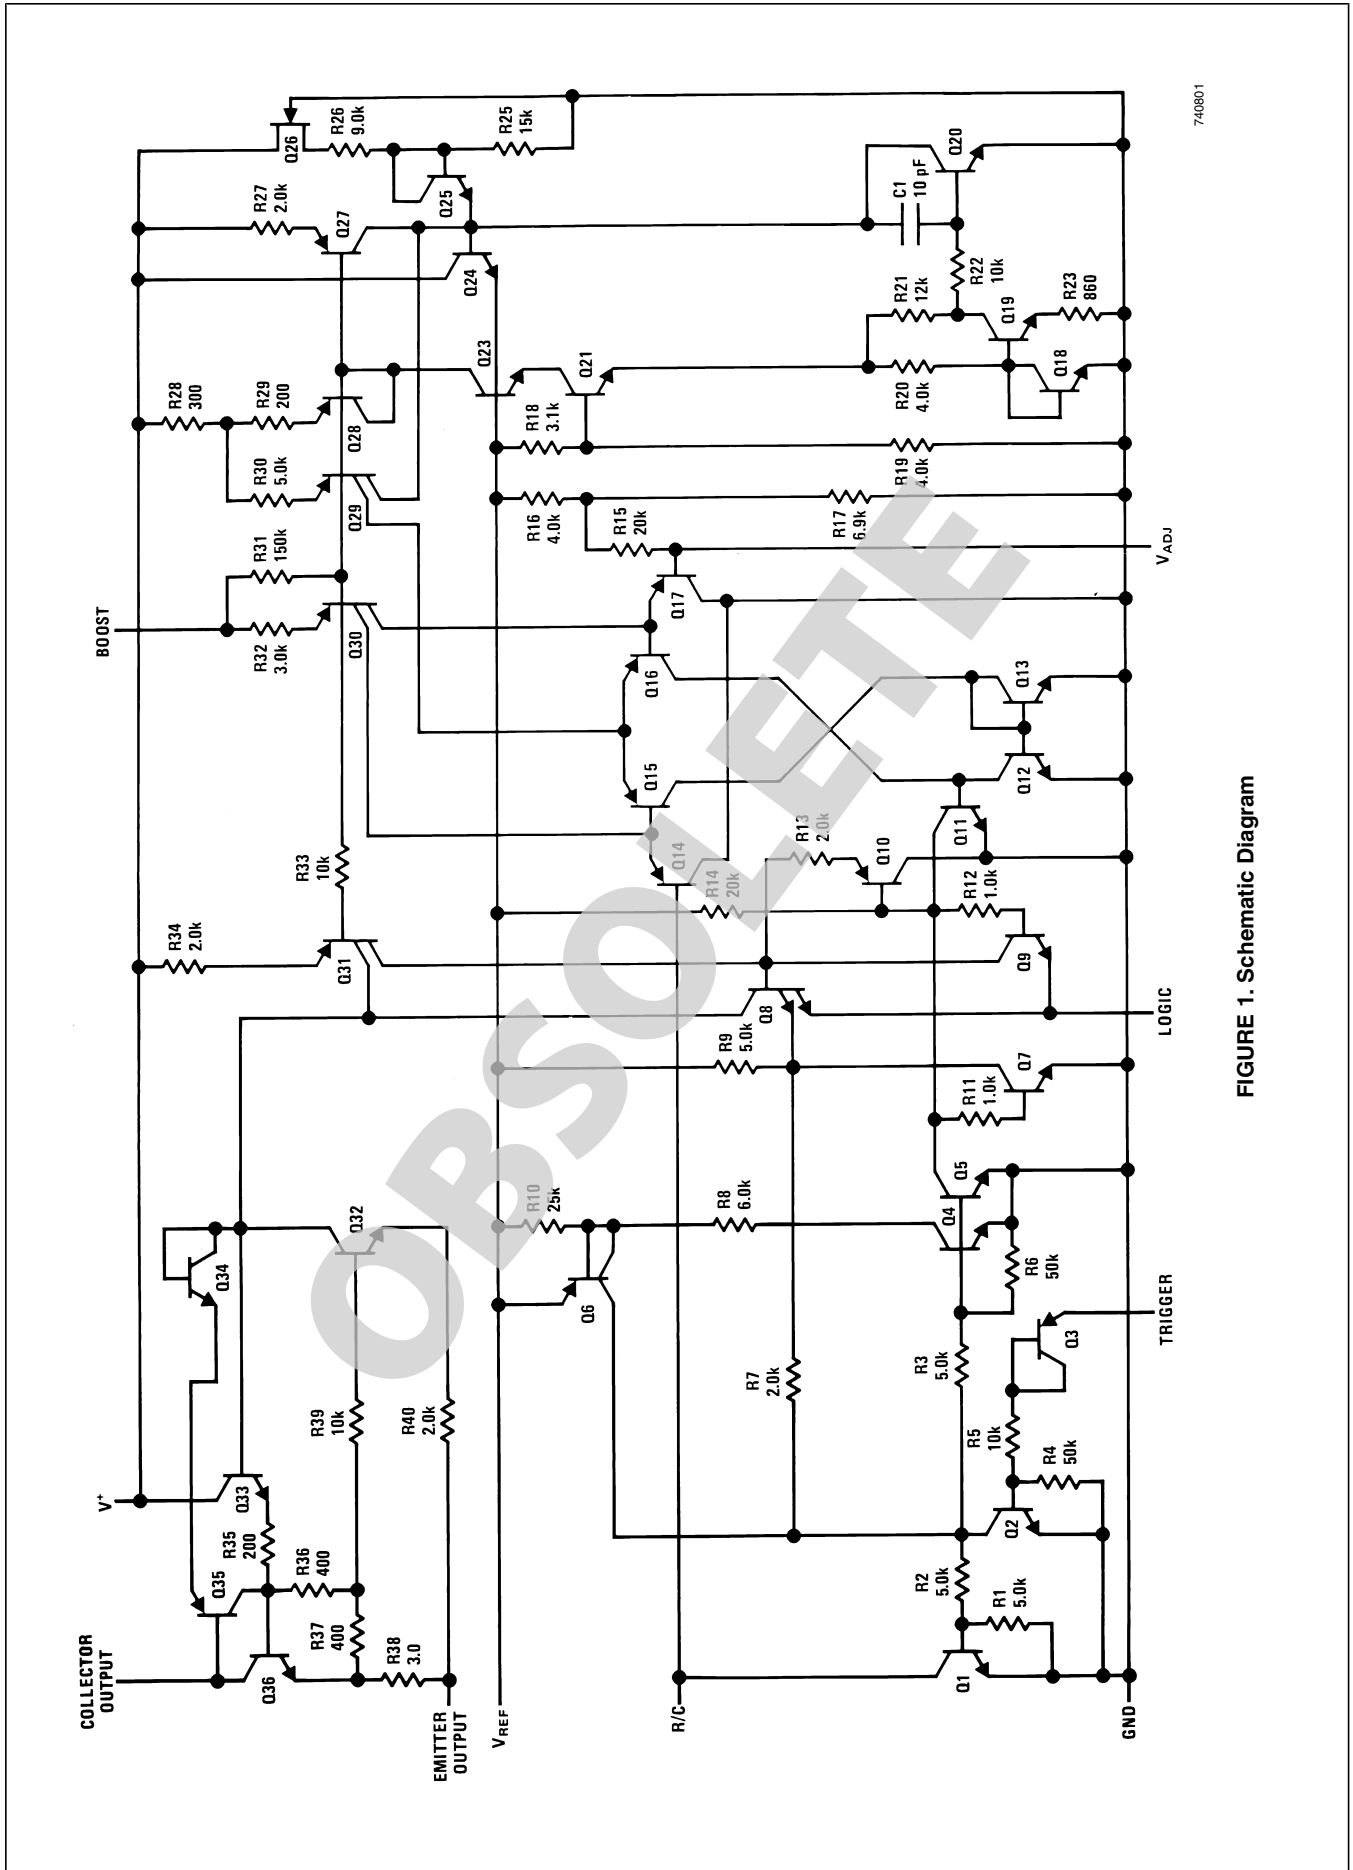 COLLECTOR
OUTPUT
V+
BOOST
Q34
Q35
Q33
R35
200
R36
400
R37
400
R38
3.0
Q36
R39
10k
R40
2.0k
Q32
EMITTER
OUTPUT
R34
2.0k
Q31
R33
10k
R32
3.0k
R31
150k
Q30
R30
5.0k
Q29
R28
300
R29
200
Q28
R27
2.0k
Q27
Q26
R26
9.0k
R25
15k
Q25
Q24
Q23
VREF
R10
25k
Q6
R8
6.0k
R9
5.0k
Q8
R7
2.0k
R14
20k
Q14
Q15
Q16
Q17
R15
20k
R16
4.0k
R18
3.1k
Q21
R17
6.9k
R19
4.0k
R20
4.0k
R21
12k
R22
10k
C1
10 pF
Q20
Q19
Q18
R23
860
R13
2.0k
Q10
Q11
Q12
Q13
R12
1.0k
Q9
R11
1.0k
Q7
Q5
Q4
R6
50k
R3
5.0k
Q3
R5
10k
R4
50k
Q2
R2
5.0k
R1
5.0k
Q1
R/C
GND
TRIGGER
LOGIC
VADJ
740801
OBSOLETE
FIGURE 1. Schematic Diagram